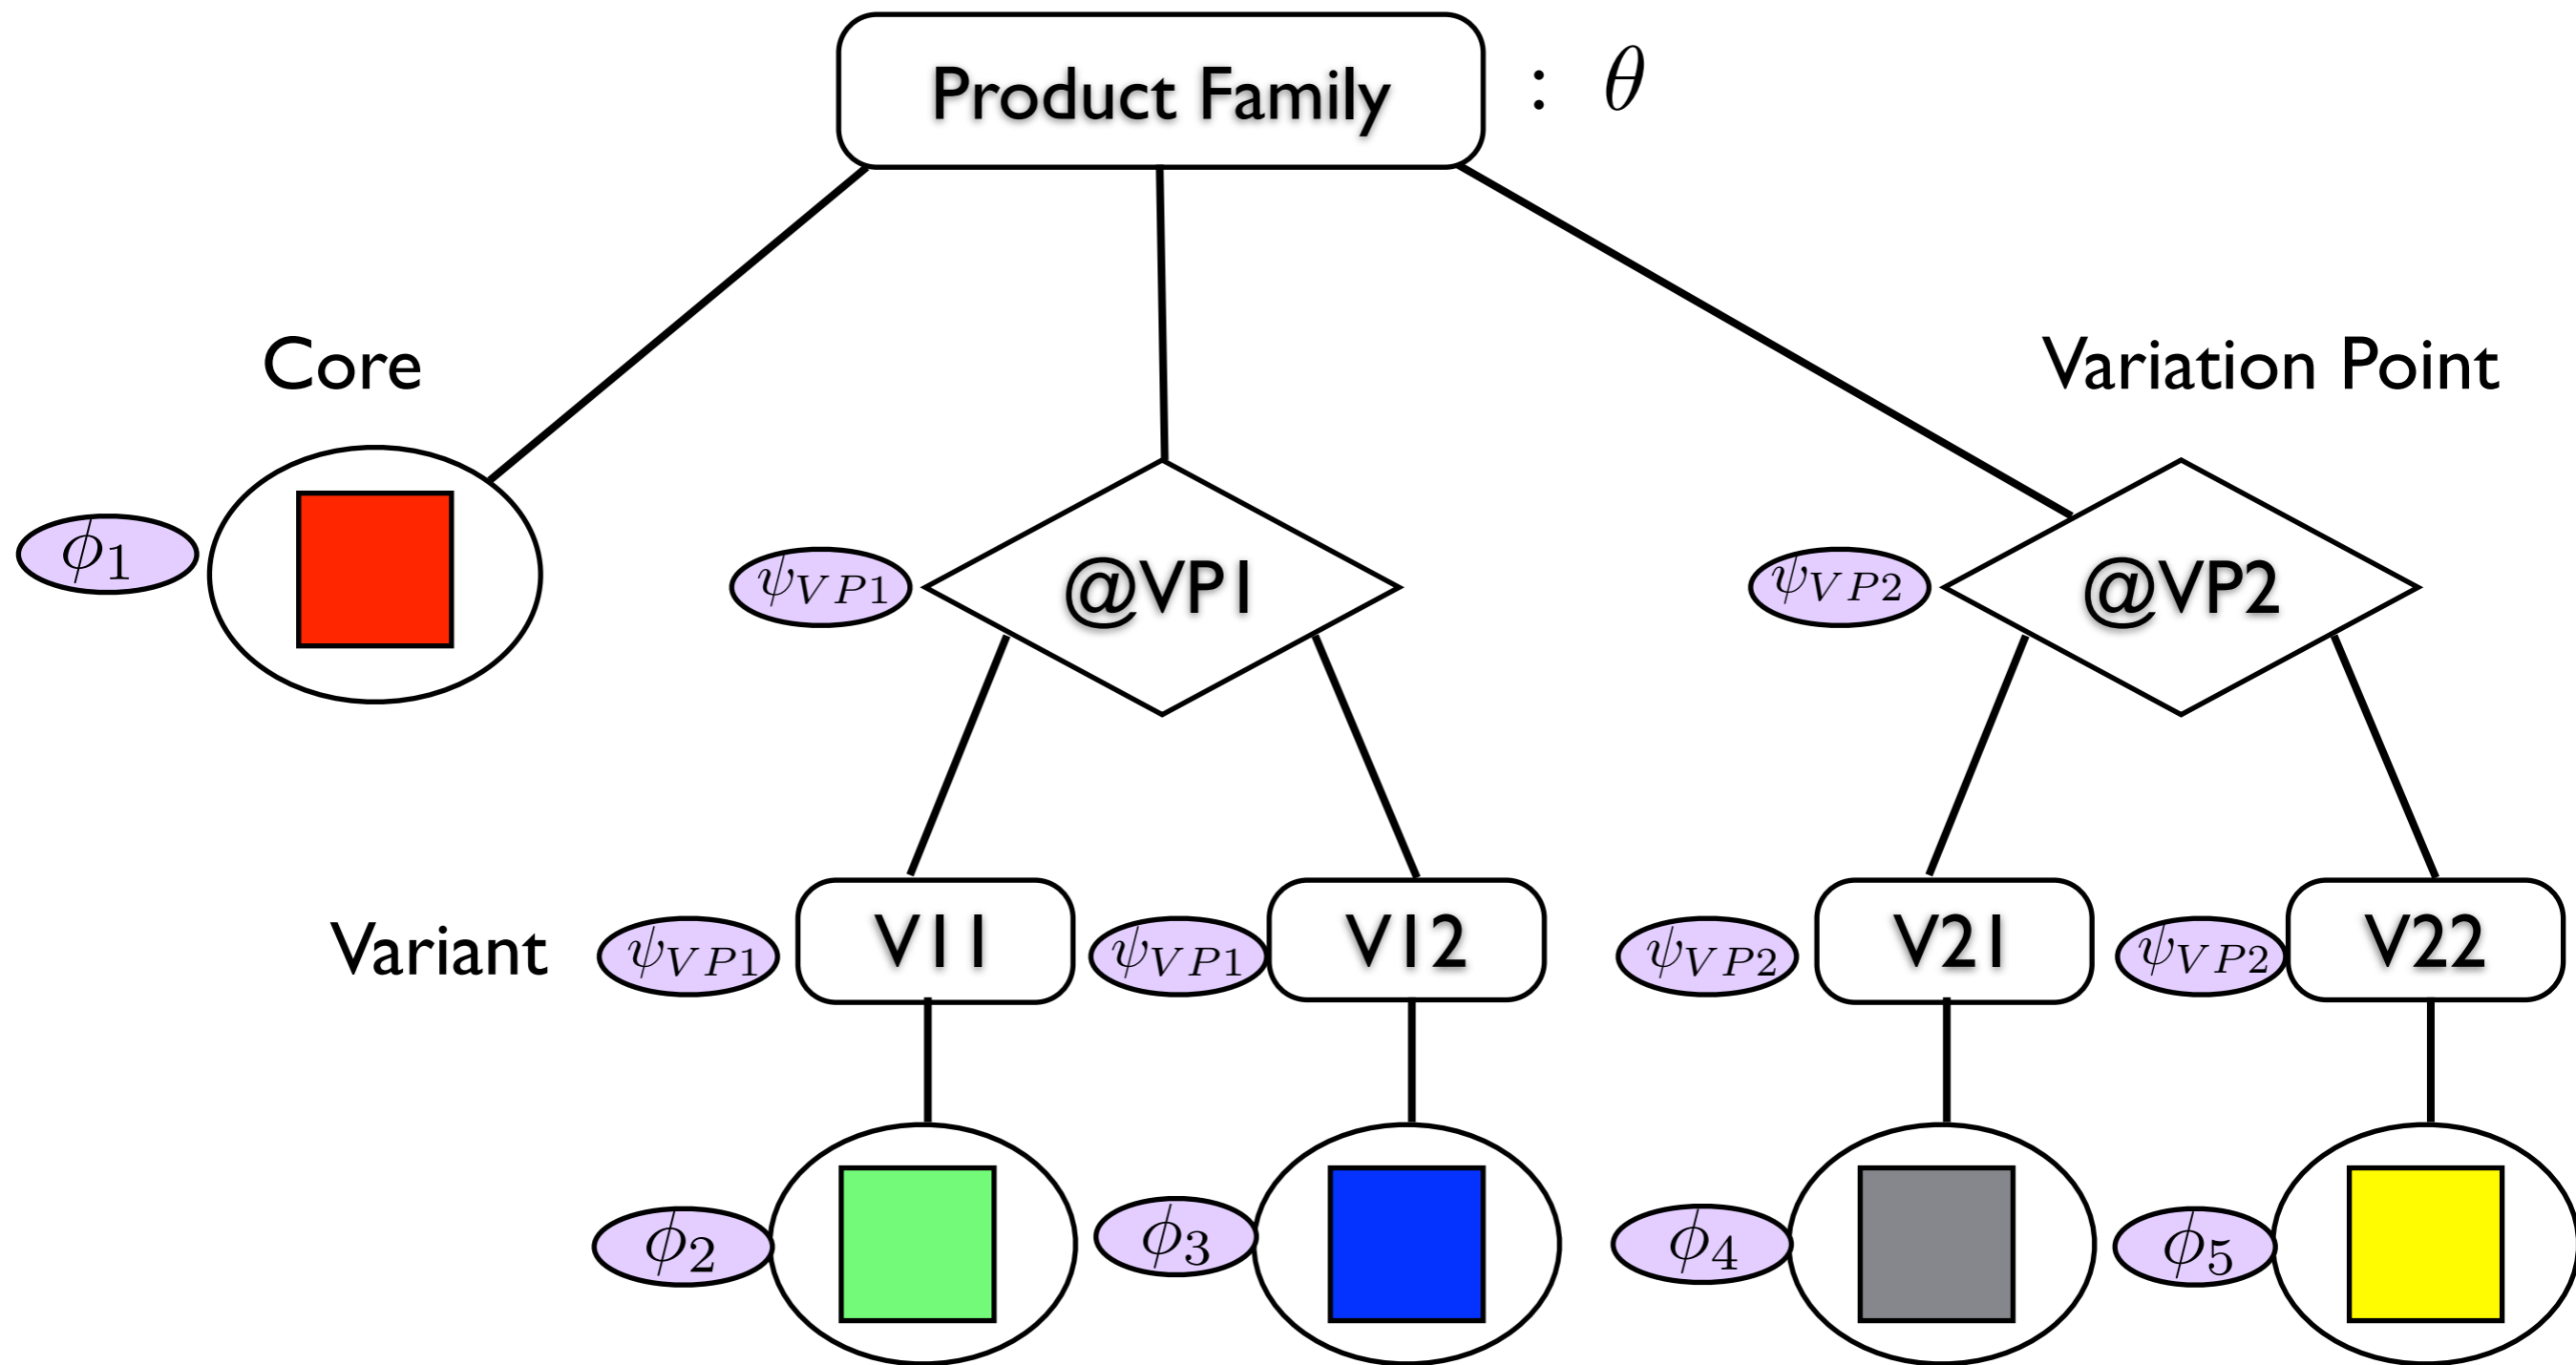 Product Family : θ
Core
Variation Point
ϕ1
ψVP1
@VP1
ψVP2
@VP2
Variant
ψVP1
V11
ψVP1
V12
ψVP2
V21
ψVP2
V22
ϕ2
ϕ3
ϕ4
ϕ5